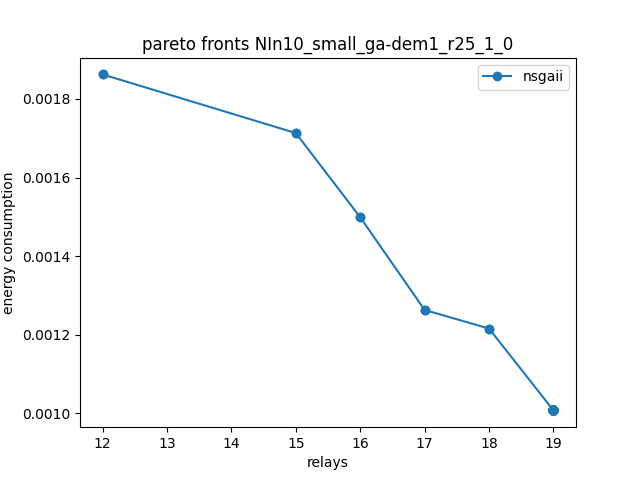 pareto fronts NIn10_small_ga-dem1_r25_1_0
nsgaii
energy consumption
0.0018
0.0016
0.0014
0.0012
0.0010
12 13 14 15 16 17 18 19
relays